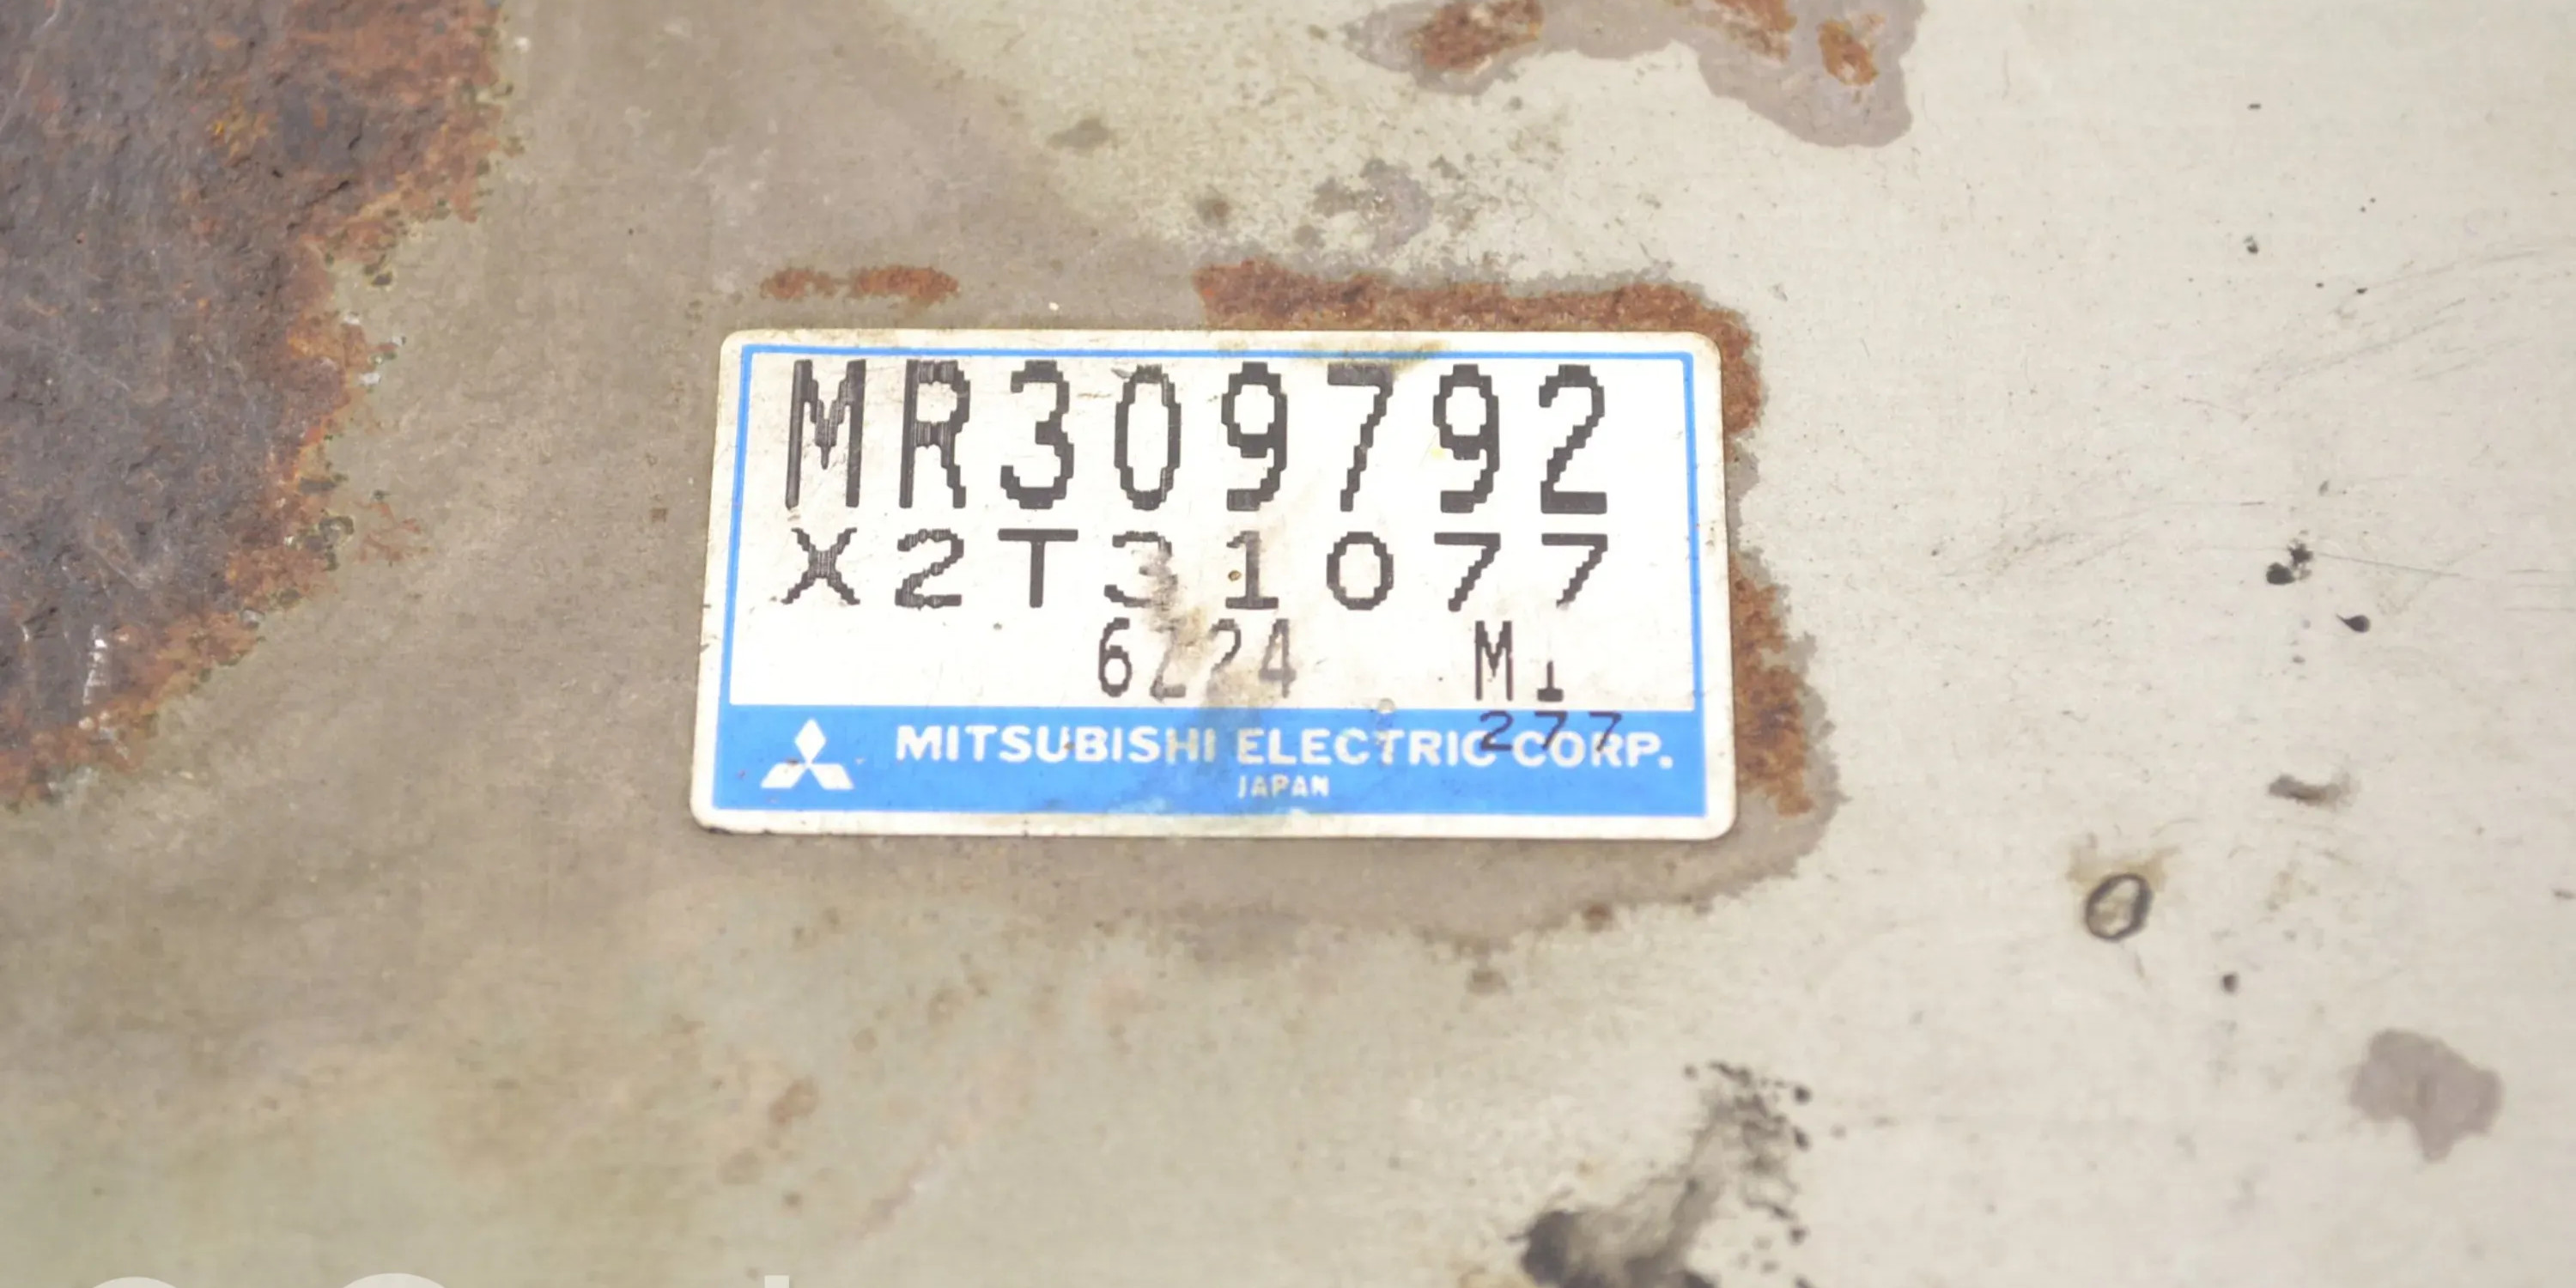 MR309792
X2T31077
6224 M1
277
MITSUBISHI ELECTRIC CORP.
JAPAN